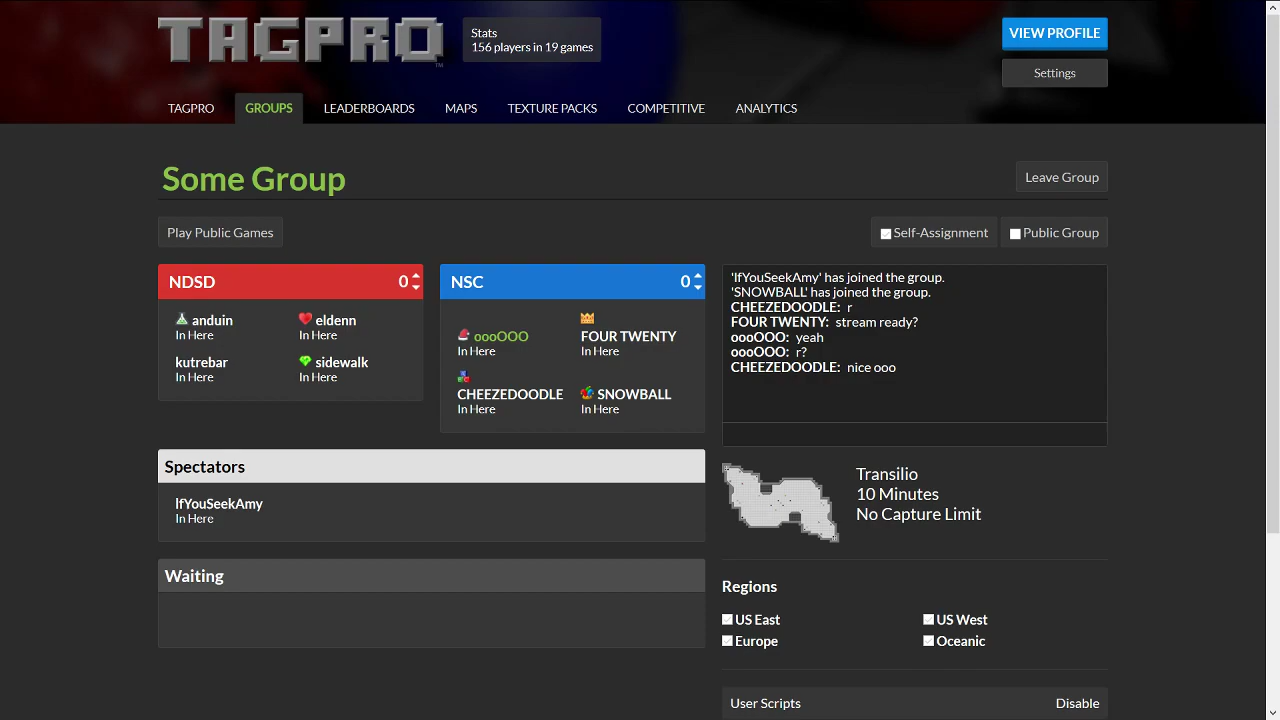 TAGPRO
TM
Stats
156 players in 19 games
VIEW PROFILE
Settings
TAGPRO
GROUPS
LEADERBOARDS
MAPS
TEXTURE PACKS
COMPETITIVE
ANALYTICS
Some Group
Leave Group
Play Public Games
Self-Assignment
Public Group
NDSD
0
anduin
In Here
eldenn
In Here
kutrebar
In Here
sidewalk
In Here
NSC
0
oooOOO
In Here
FOUR TWENTY
In Here
CHEEZEDOODLE
In Here
SNOWBALL
In Here
'IfYouSeekAmy' has joined the group.
'SNOWBALL' has joined the group.
CHEEZEDOODLE: r
FOUR TWENTY: stream ready?
oooOOO: yeah
oooOOO: r?
CHEEZEDOODLE: nice ooo
Spectators
IfYouSeekAmy
In Here
Waiting
Transilio
10 Minutes
No Capture Limit
Regions
US East
US West
Europe
Oceanic
User Scripts
Disable